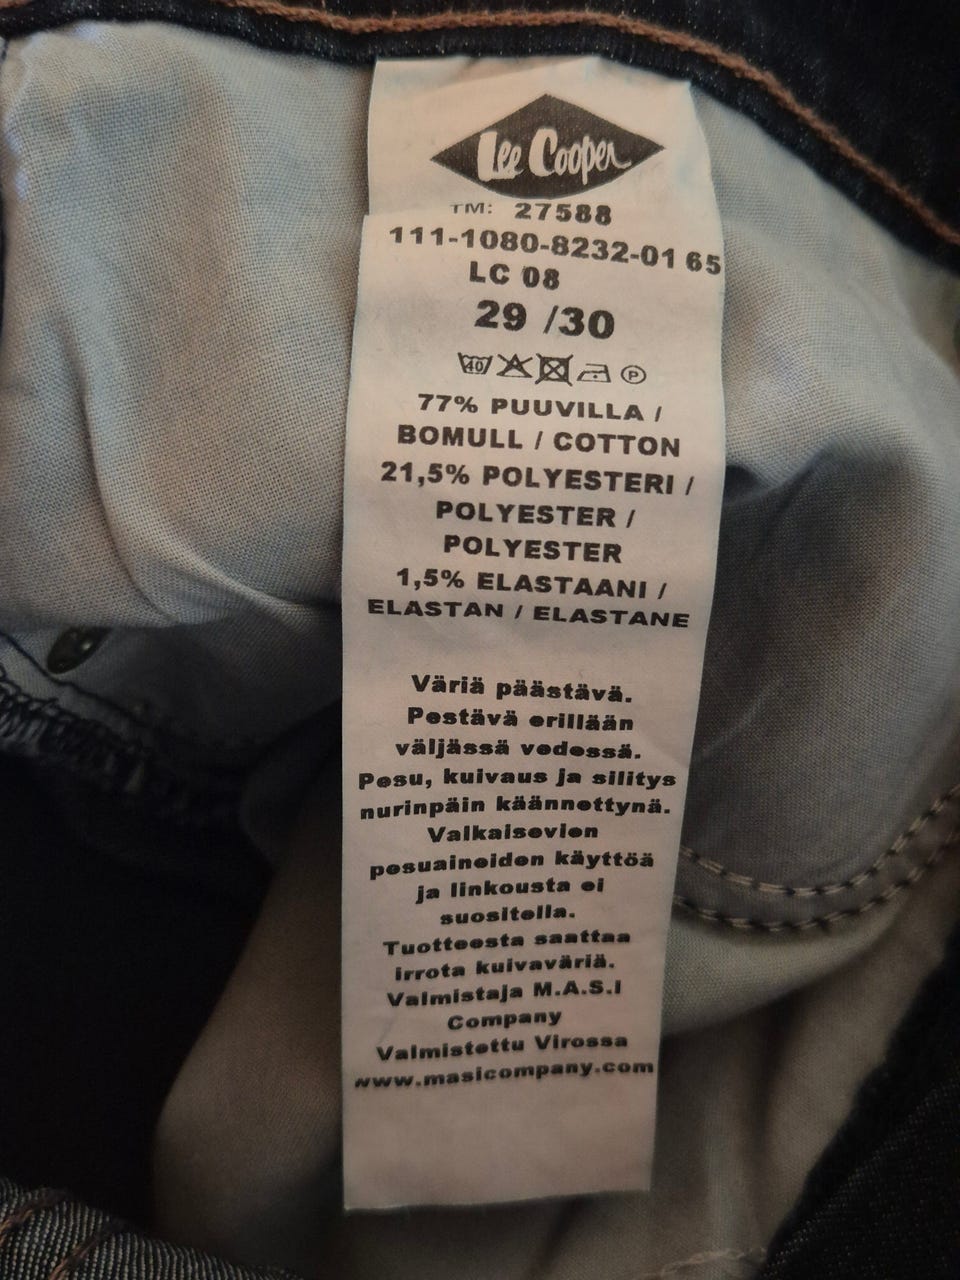 Lee Cooper
TM: 27588
111-1080-8232-01 65
LC 08
29 /30
40 P
77% PUUVILLA /
BOMULL / COTTON
21,5% POLYESTERI /
POLYESTER /
POLYESTER
1,5% ELASTAANI /
ELASTAN / ELASTANE
Väriä päästävä.
Pestävä erillään
väljässä vedessä.
Pesu, kuivaus ja silitys
nurinpäin käännettynä.
Valkaisevien
pesuaineiden käyttöä
ja linkousta ei
suositella.
Tuotteesta saattaa
irrota kuivaväriä.
Valmistaja M.A.S.I
Company
Valmistettu Virossa
www.masicompany.com